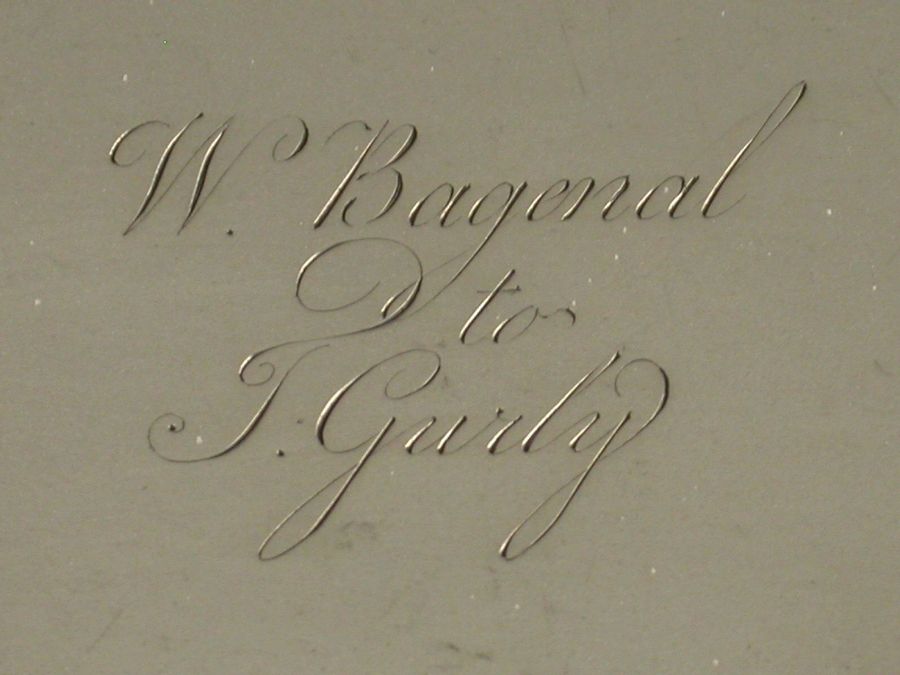 W. Bagenal
to
T. Gurly